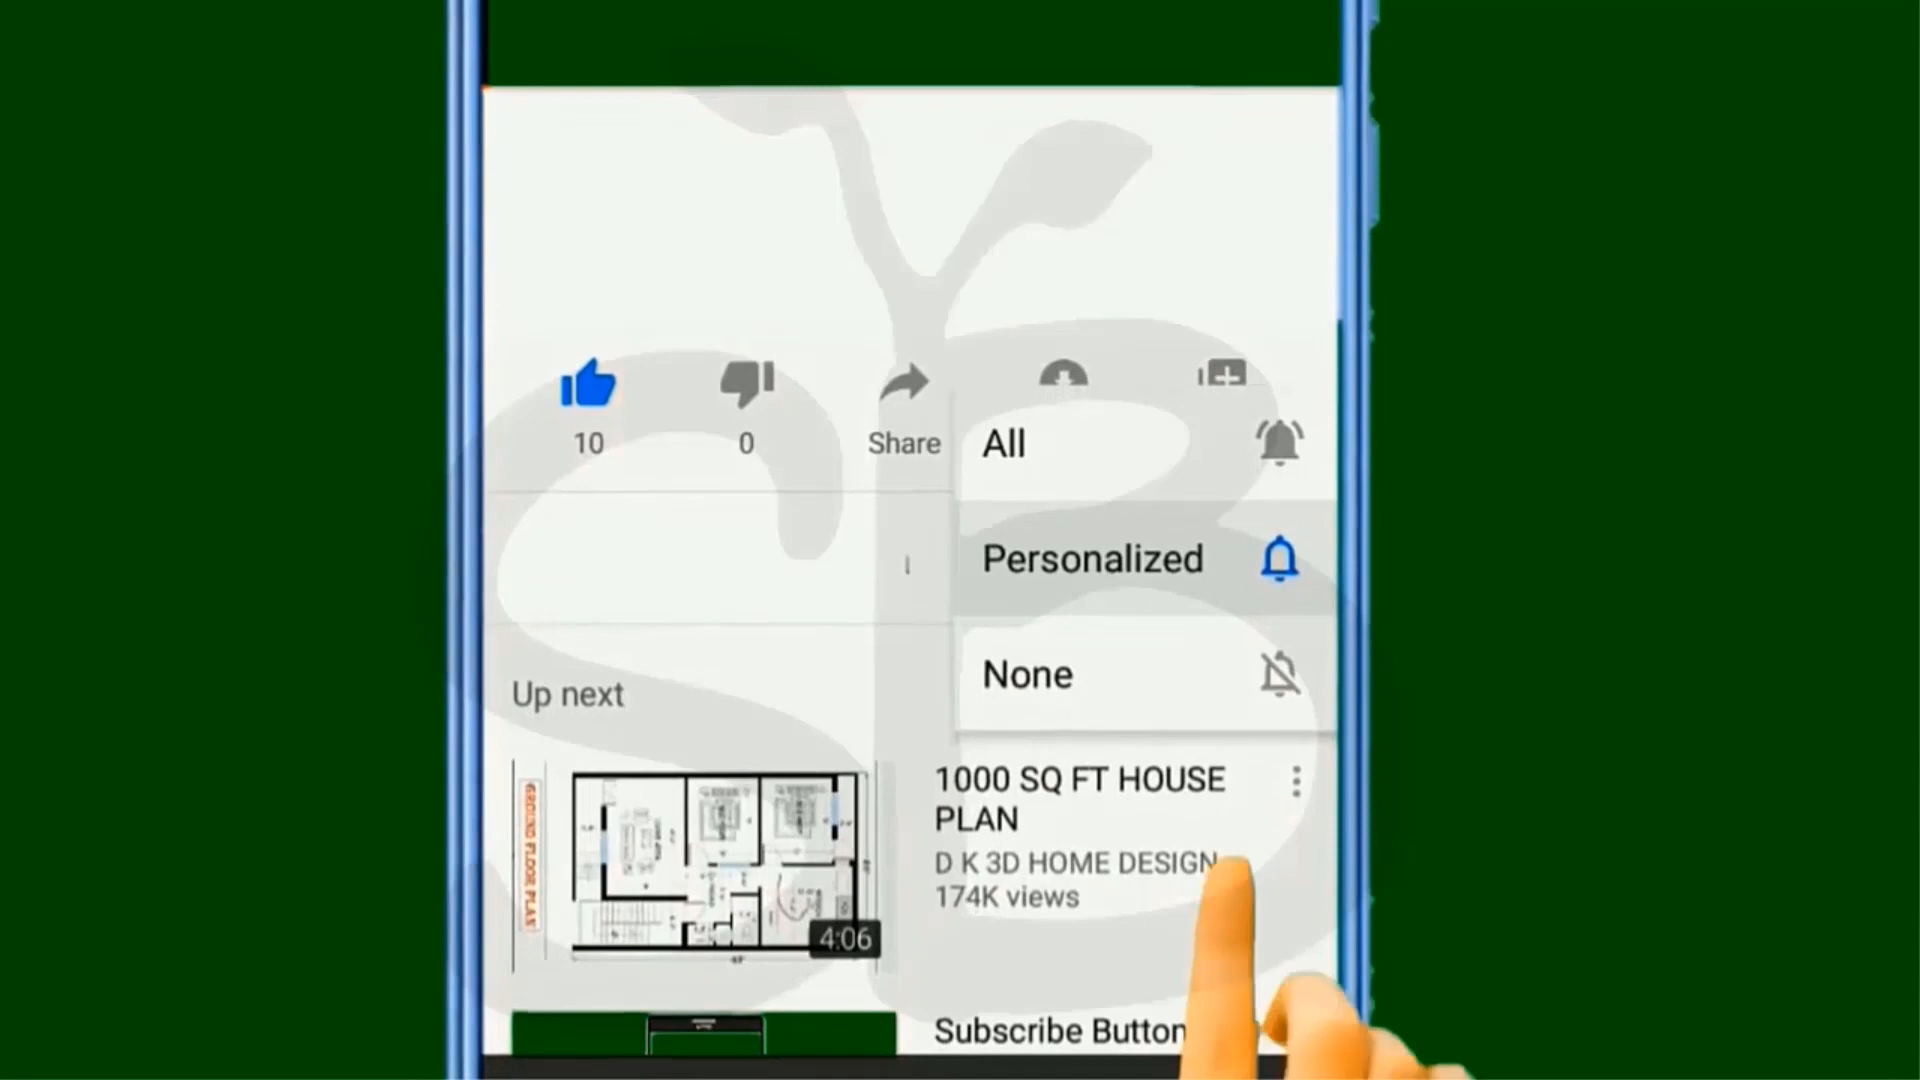 10
0
Share
All
Personalized
None
Up next
1000 SQ FT HOUSE
PLAN
D K 3D HOME DESIGN
174K views
GROUND FLOOR PLAN
4:06
Subscribe Button